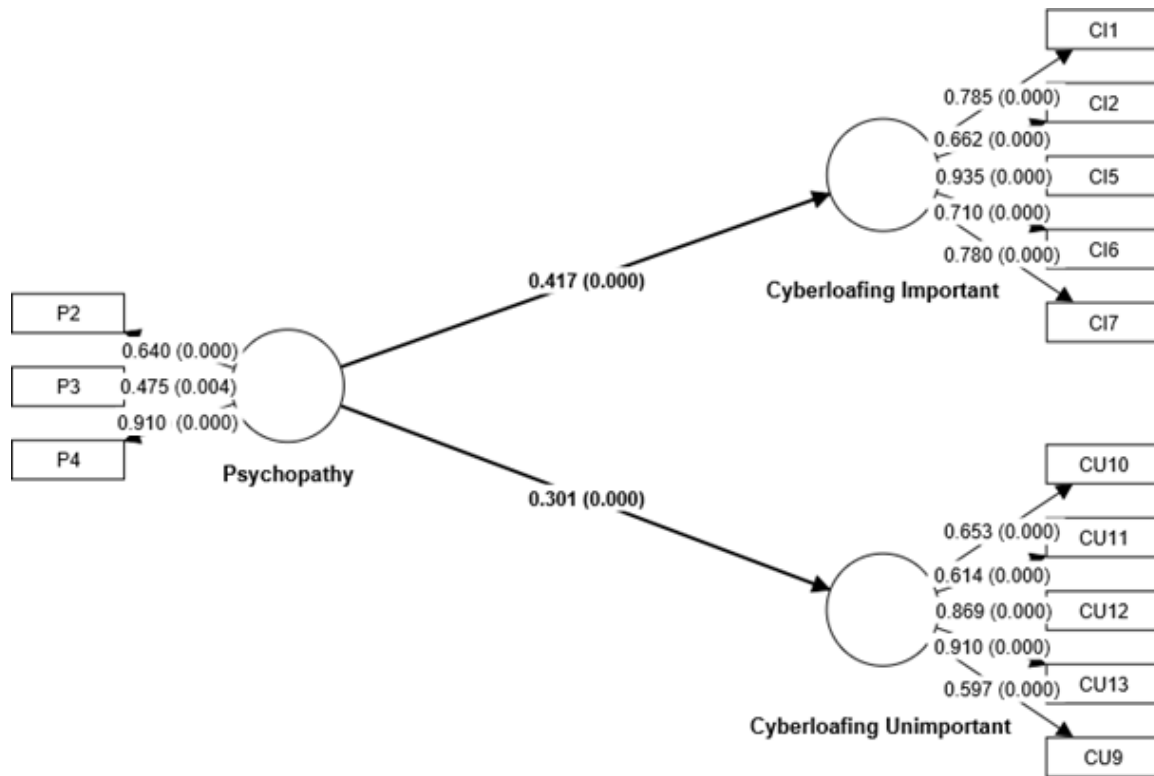 CI1
0.785 (0.000)
CI2
0.662 (0.000)
0.935 (0.000)
CI5
0.710 (0.000)
CI6
0.780 (0.000)
CI7
Cyberloafing Important
0.417 (0.000)
P2
0.640 (0.000)
P3
0.475 (0.004)
0.910 (0.000)
P4
Psychopathy
0.301 (0.000)
CU10
0.653 (0.000)
CU11
0.614 (0.000)
0.869 (0.000)
CU12
0.910 (0.000)
CU13
0.597 (0.000)
CU9
Cyberloafing Unimportant